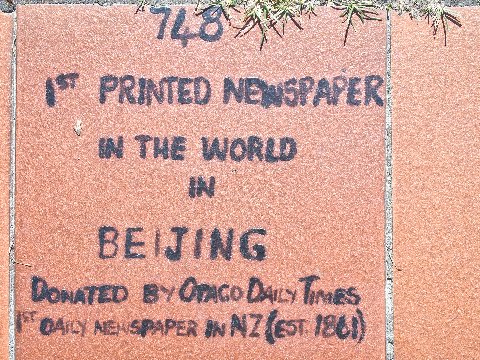 748
1ST PRINTED NEWSPAPER
IN THE WORLD
IN
BEIJING
DONATED BY OTAGO DAILY TIMES
1ST DAILY NEWSPAPER IN NZ (EST. 1861)